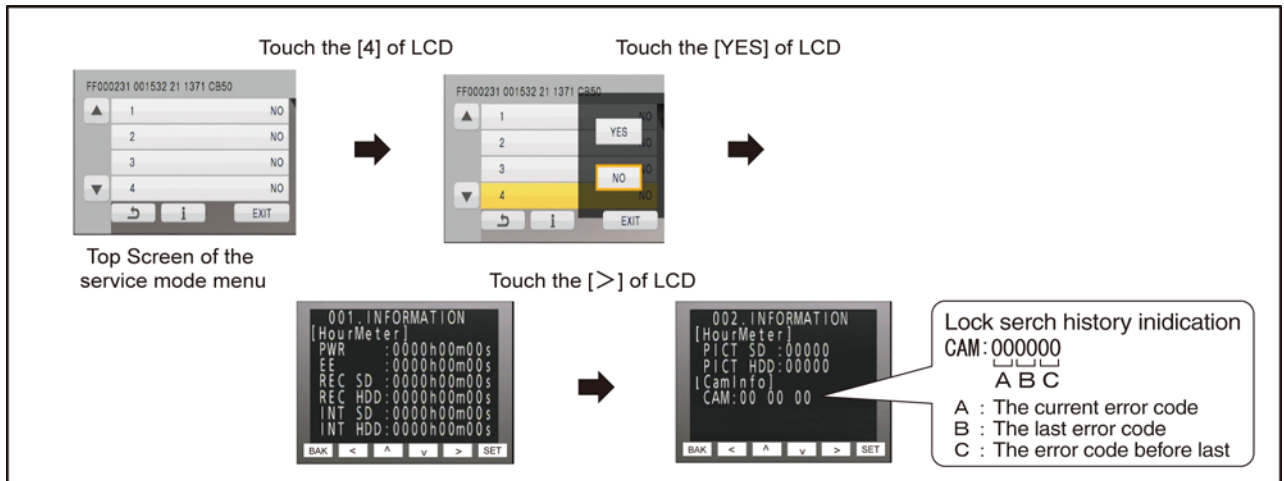 Touch the [4] of LCD
Touch the [YES] of LCD
FF000231 001532 21 1371 CB50
1 NO
2 NO
3 NO
4 NO
i EXIT
Top Screen of the
service mode menu
FF000231 001532 21 1371 CB50
1 NO
2 NO
3 NO
4 NO
YES
NO
i EXIT
Touch the [>] of LCD
001.INFORMATION
[HourMeter]
PWR :0000h00m00s
EE :0000h00m00s
REC SD :0000h00m00s
REC HDD:0000h00m00s
INT SD :0000h00m00s
INT HDD:0000h00m00s
BAK < ^ v > SET
002.INFORMATION
[HourMeter]
PICT SD :00000
PICT HDD:00000
[CamInfo]
CAM:00 00 00
BAK < ^ v > SET
Lock serch history inidication
CAM:000000
A B C
A : The current error code
B : The last error code
C : The error code before last